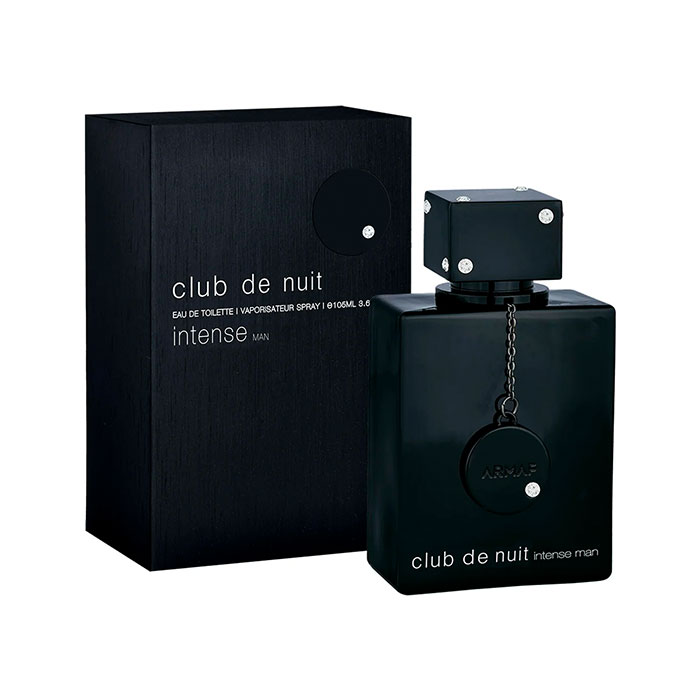 club de nuit
EAU DE TOILETTE | VAPORISATEUR SPRAY | ℮105ML 3.6
intense MAN
ARMAF
club de nuit intense man